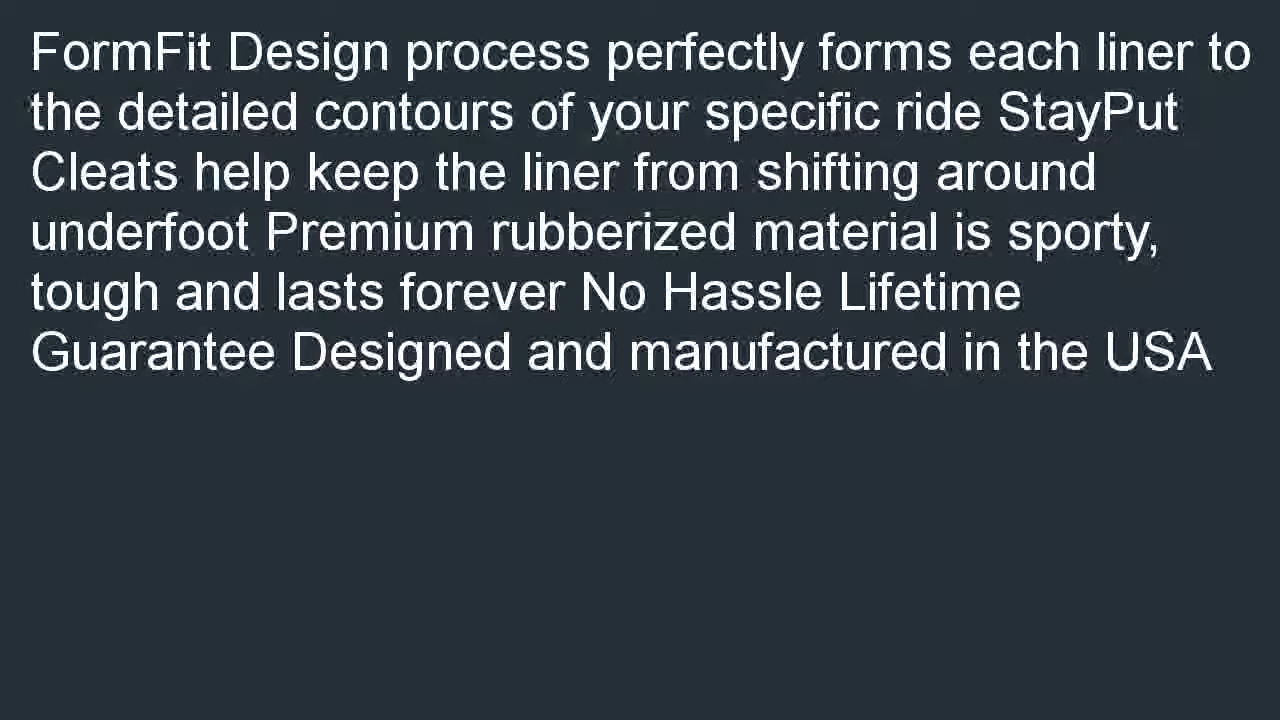 FormFit Design process perfectly forms each liner to
the detailed contours of your specific ride StayPut
Cleats help keep the liner from shifting around
underfoot Premium rubberized material is sporty,
tough and lasts forever No Hassle Lifetime
Guarantee Designed and manufactured in the USA